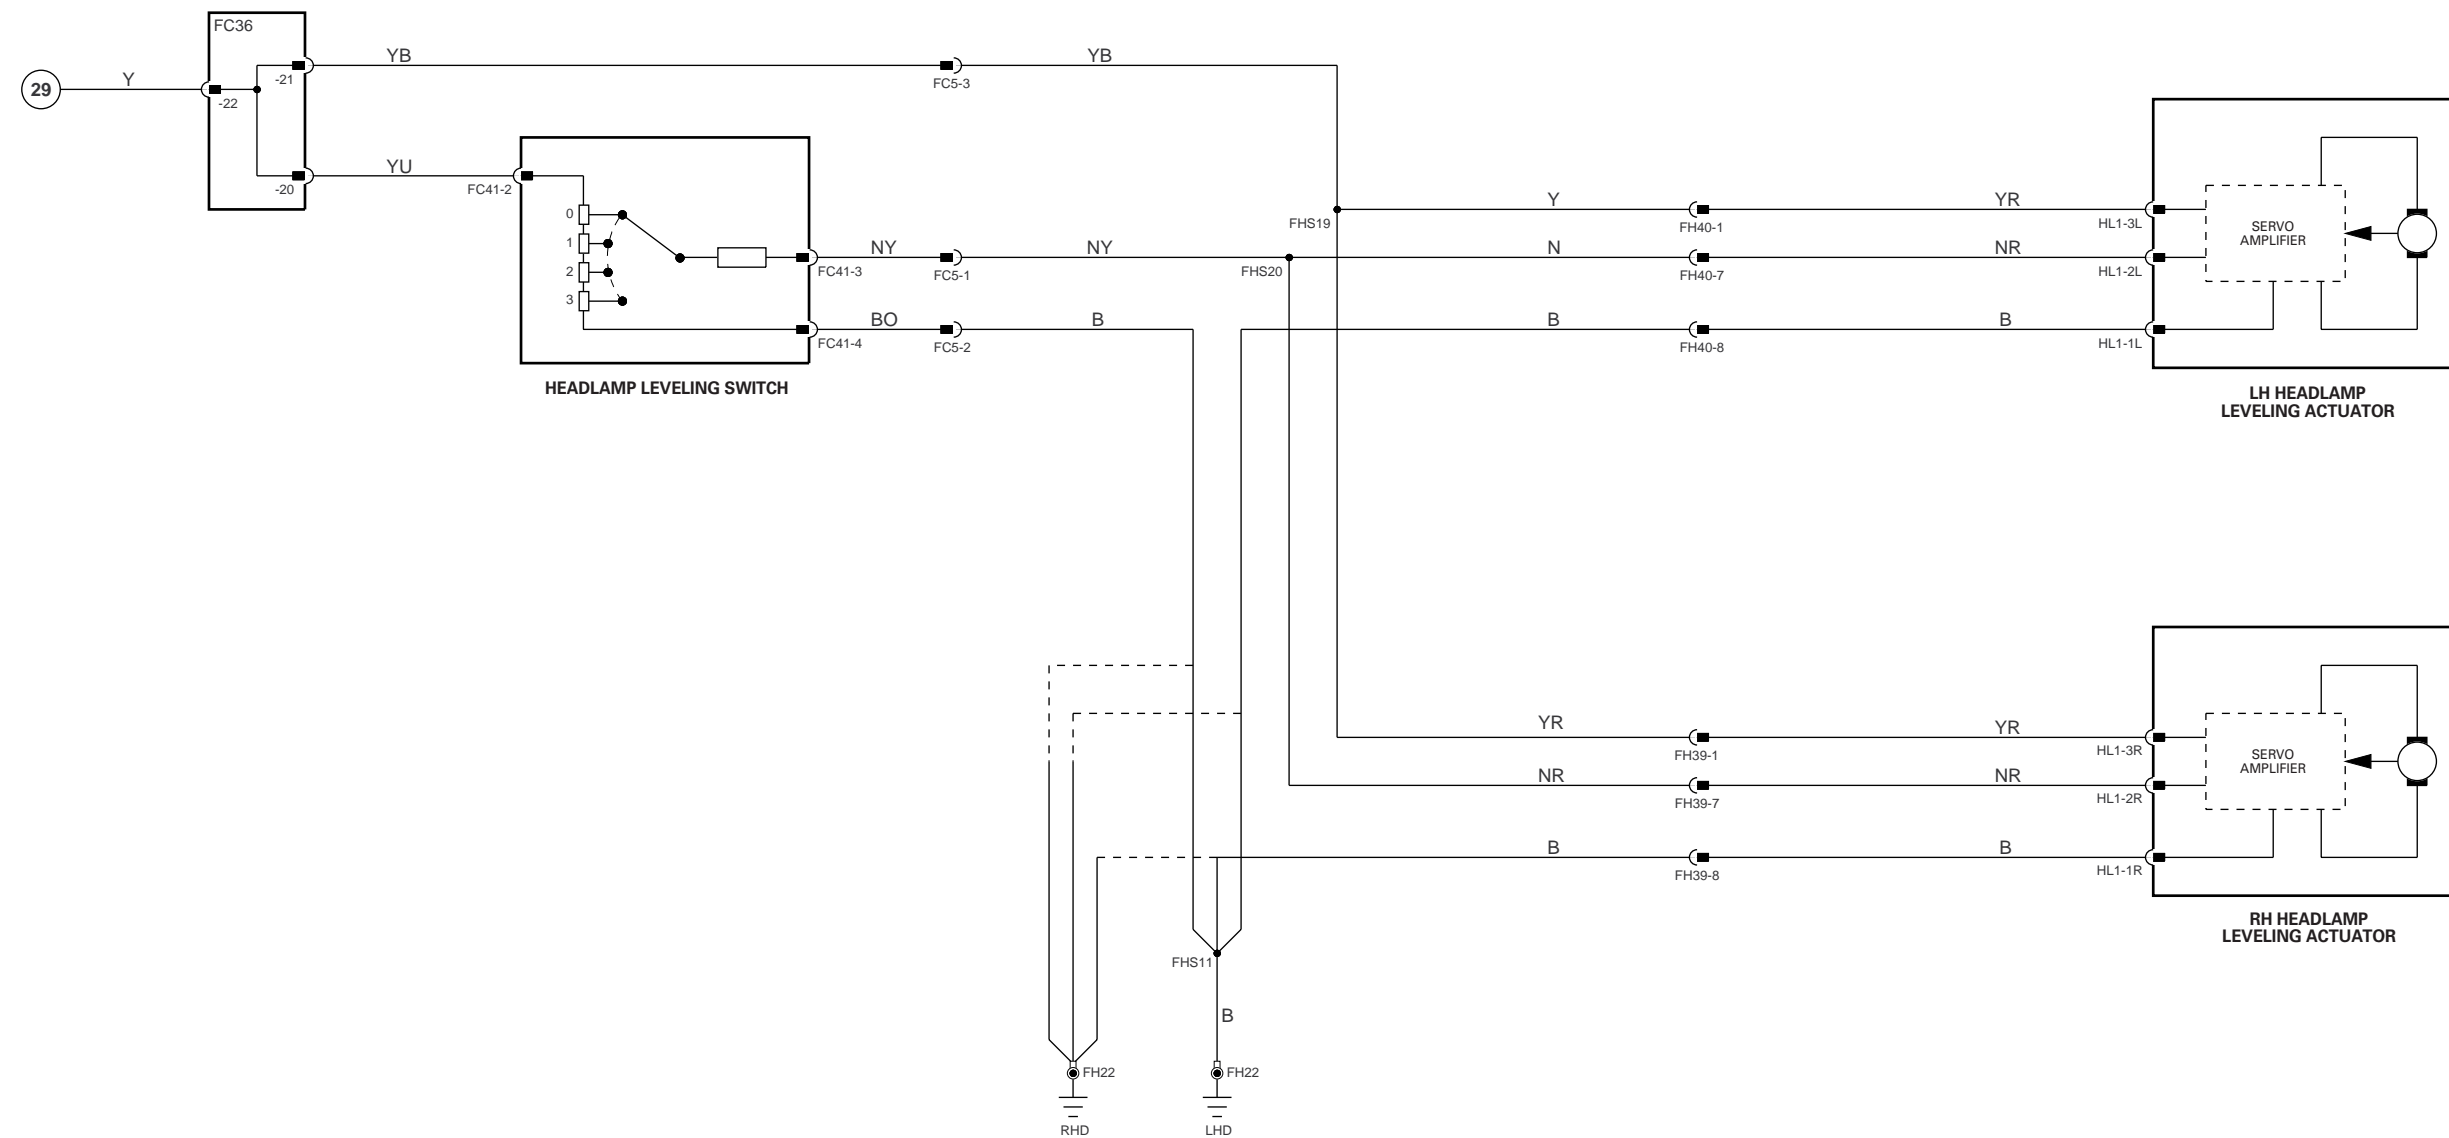 FC36
YB
YB
-21
FC5-3
29
Y
-22
YU
-20
FC41-2
0
1
2
3
NY
NY
FC41-3
FC5-1
BO
B
FC41-4
FC5-2
HEADLAMP LEVELING SWITCH
FHS19
FHS20
Y
YR
FH40-1
HL1-3L
N
NR
FH40-7
HL1-2L
B
B
FH40-8
HL1-1L
SERVO
AMPLIFIER
LH HEADLAMP
LEVELING ACTUATOR
YR
YR
FH39-1
HL1-3R
NR
NR
FH39-7
HL1-2R
B
B
FH39-8
HL1-1R
SERVO
AMPLIFIER
RH HEADLAMP
LEVELING ACTUATOR
FHS11
B
FH22
FH22
RHD
LHD